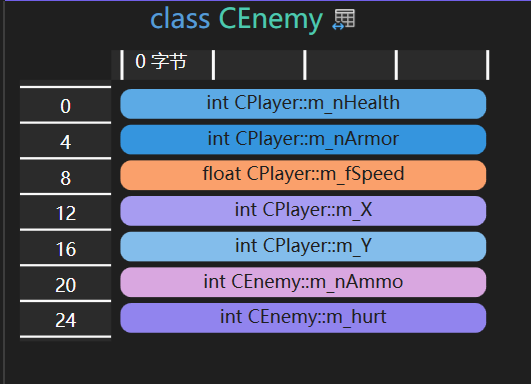 class CEnemy
0 字节
0 int CPlayer::m_nHealth
4 int CPlayer::m_nArmor
8 float CPlayer::m_fSpeed
12 int CPlayer::m_X
16 int CPlayer::m_Y
20 int CEnemy::m_nAmmo
24 int CEnemy::m_hurt